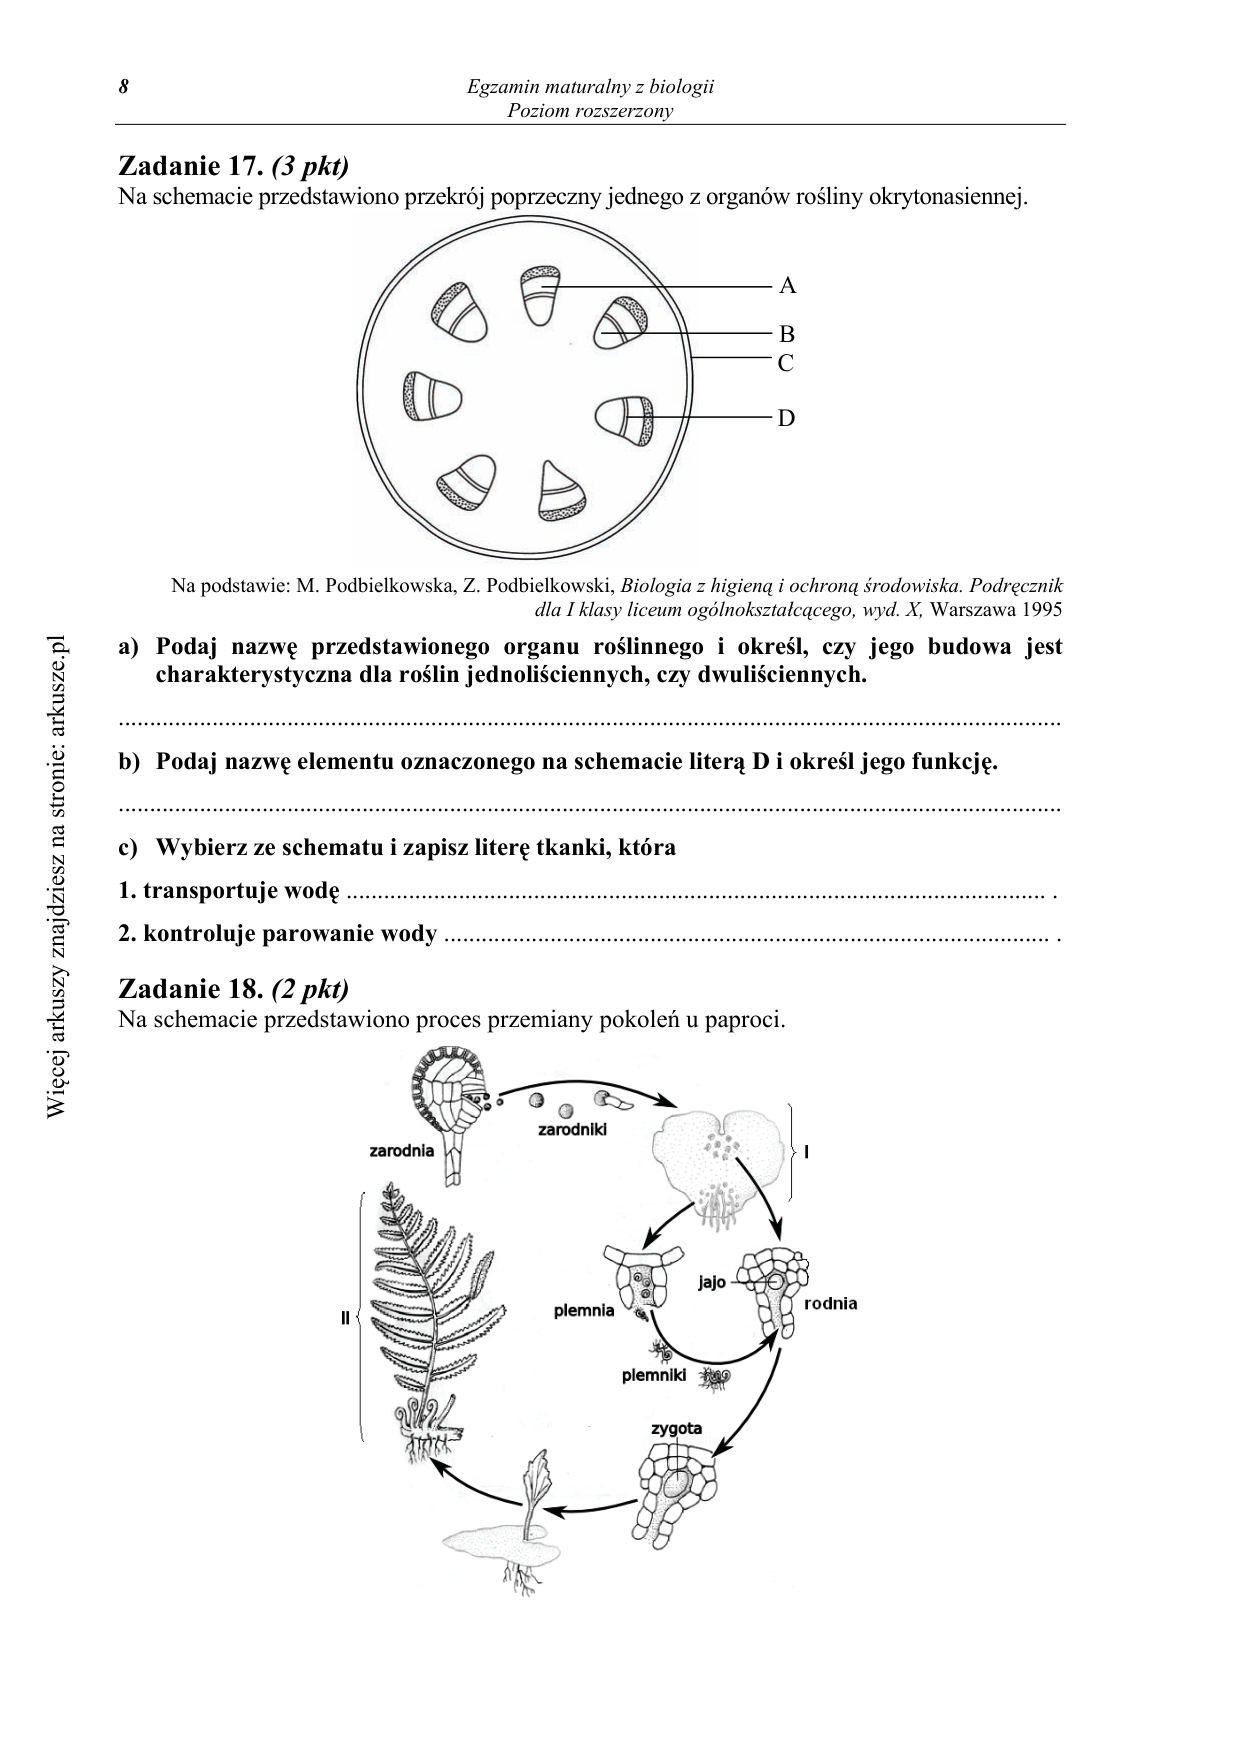 8
Egzamin maturalny z biologii
Poziom rozszerzony
Zadanie 17. (3 pkt)
Na schemacie przedstawiono przekrój poprzeczny jednego z organów rośliny okrytonasiennej.
A
B
C
D
Na podstawie: M. Podbielkowska, Z. Podbielkowski, Biologia z higieną i ochroną środowiska. Podręcznik
dla I klasy liceum ogólnokształcącego, wyd. X, Warszawa 1995
a) Podaj nazwę przedstawionego organu roślinnego i określ, czy jego budowa jest
charakterystyczna dla roślin jednoliściennych, czy dwuliściennych.
b) Podaj nazwę elementu oznaczonego na schemacie literą D i określ jego funkcję.
c) Wybierz ze schematu i zapisz literę tkanki, która
1. transportuje wodę .................................................................................................................. .
2. kontroluje parowanie wody .................................................................................................. .
Zadanie 18. (2 pkt)
Na schemacie przedstawiono proces przemiany pokoleń u paproci.
zarodnia
zarodniki
I
II
plemnia
jajo
rodnia
plemniki
zygota
Więcej arkuszy znajdziesz na stronie: arkusze.pl